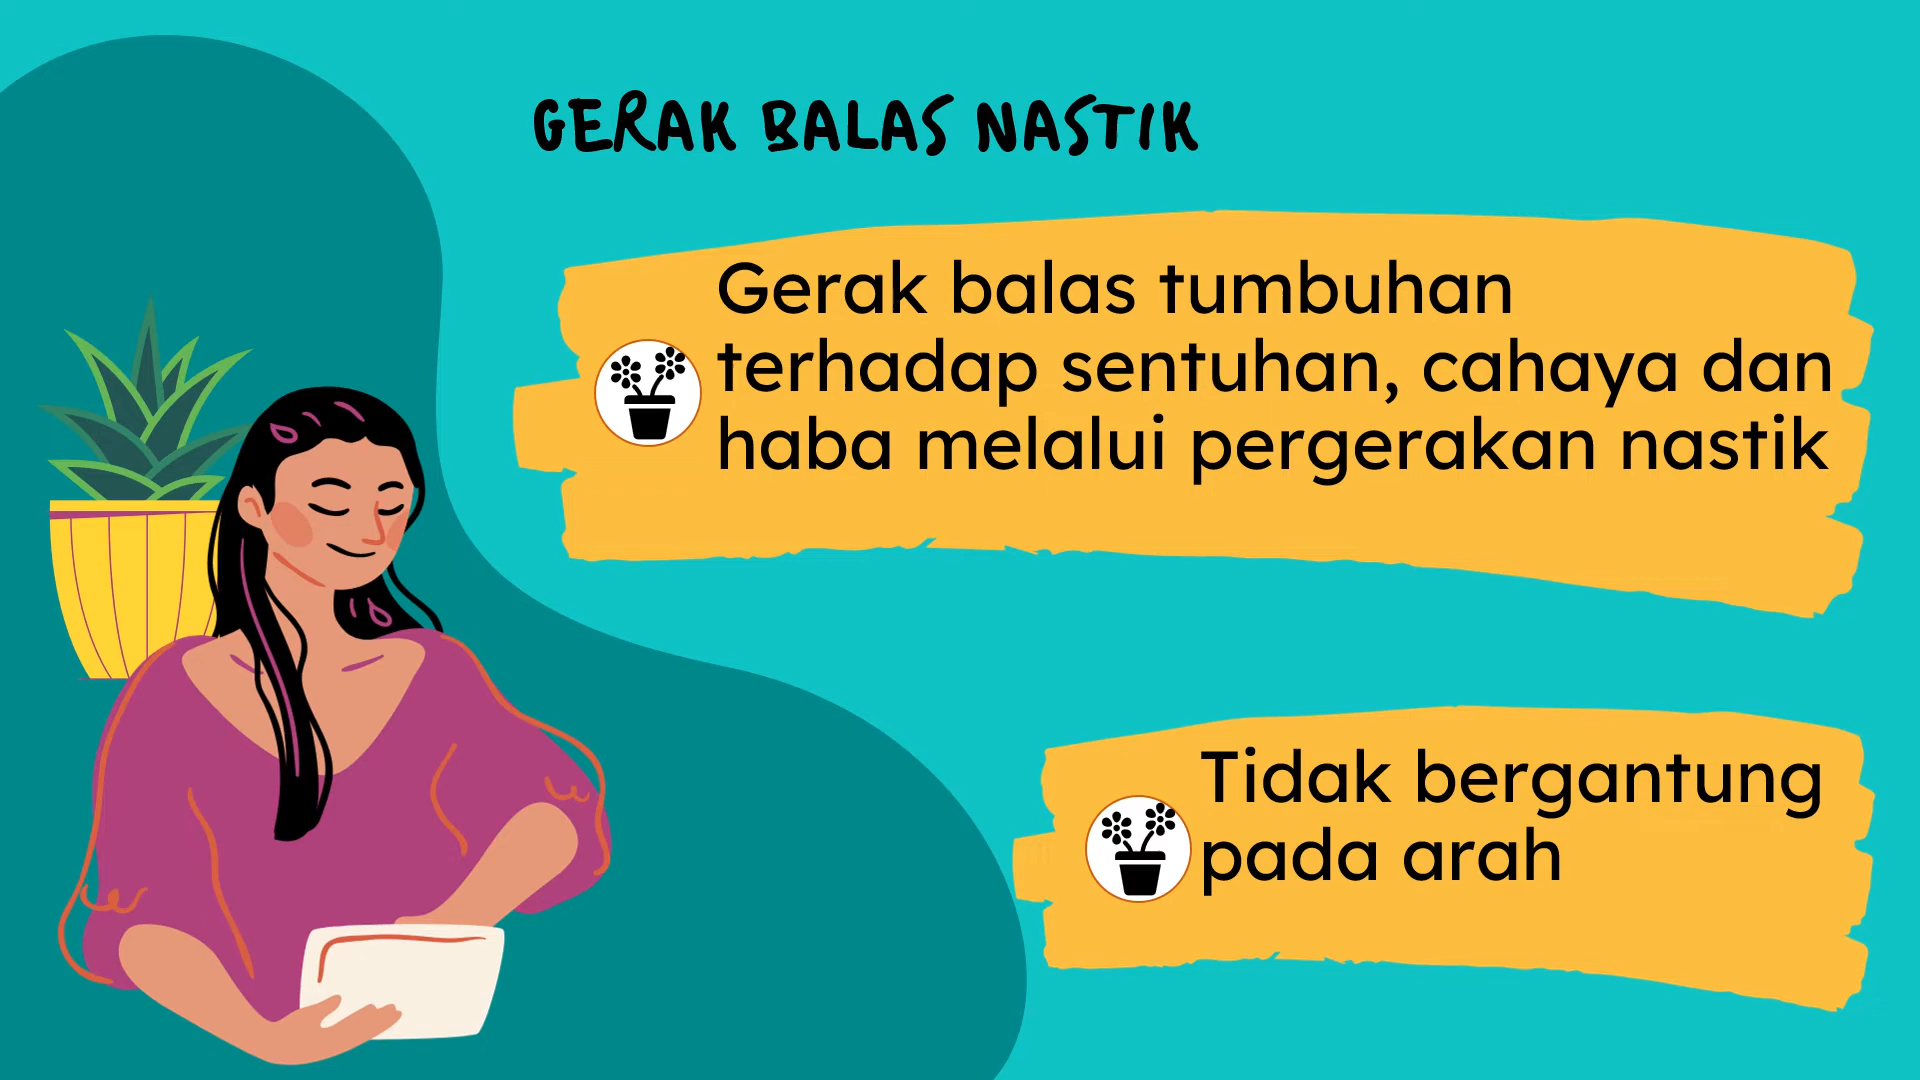 GERAK BALAS NASTIK
Gerak balas tumbuhan
terhadap sentuhan, cahaya dan
haba melalui pergerakan nastik
Tidak bergantung
pada arah